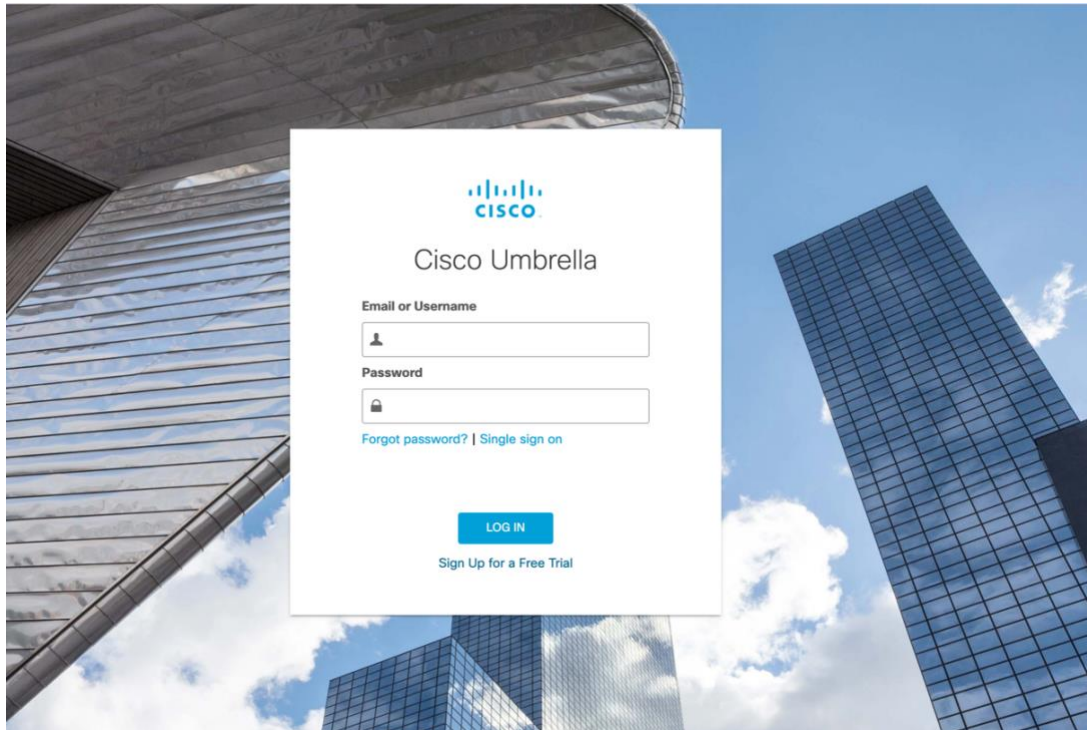 CISCO
Cisco Umbrella
Email or Username
Password
Forgot password? | Single sign on
LOG IN
Sign Up for a Free Trial